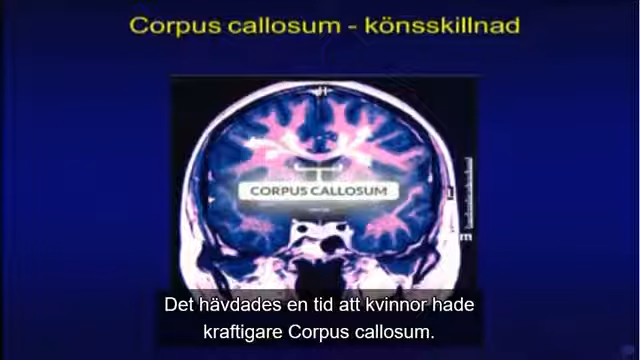 Corpus callosum - könsskillnad
H
CORPUS CALLOSUM
Det hävdades en tid att kvinnor hade
kraftigare Corpus callosum.